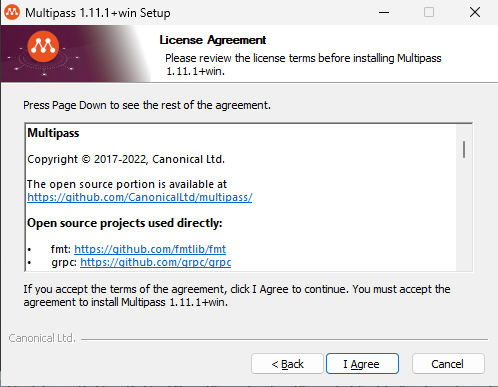 Multipass 1.11.1+win Setup
License Agreement
Please review the license terms before installing Multipass
1.11.1+win.
Press Page Down to see the rest of the agreement.
Multipass
Copyright © 2017-2022, Canonical Ltd.
The open source portion is available at
https://github.com/CanonicalLtd/multipass/
Open source projects used directly:
• fmt: https://github.com/fmtlib/fmt
• grpc: https://github.com/grpc/grpc
If you accept the terms of the agreement, click I Agree to continue. You must accept the
agreement to install Multipass 1.11.1+win.
Canonical Ltd.
< Back I Agree Cancel